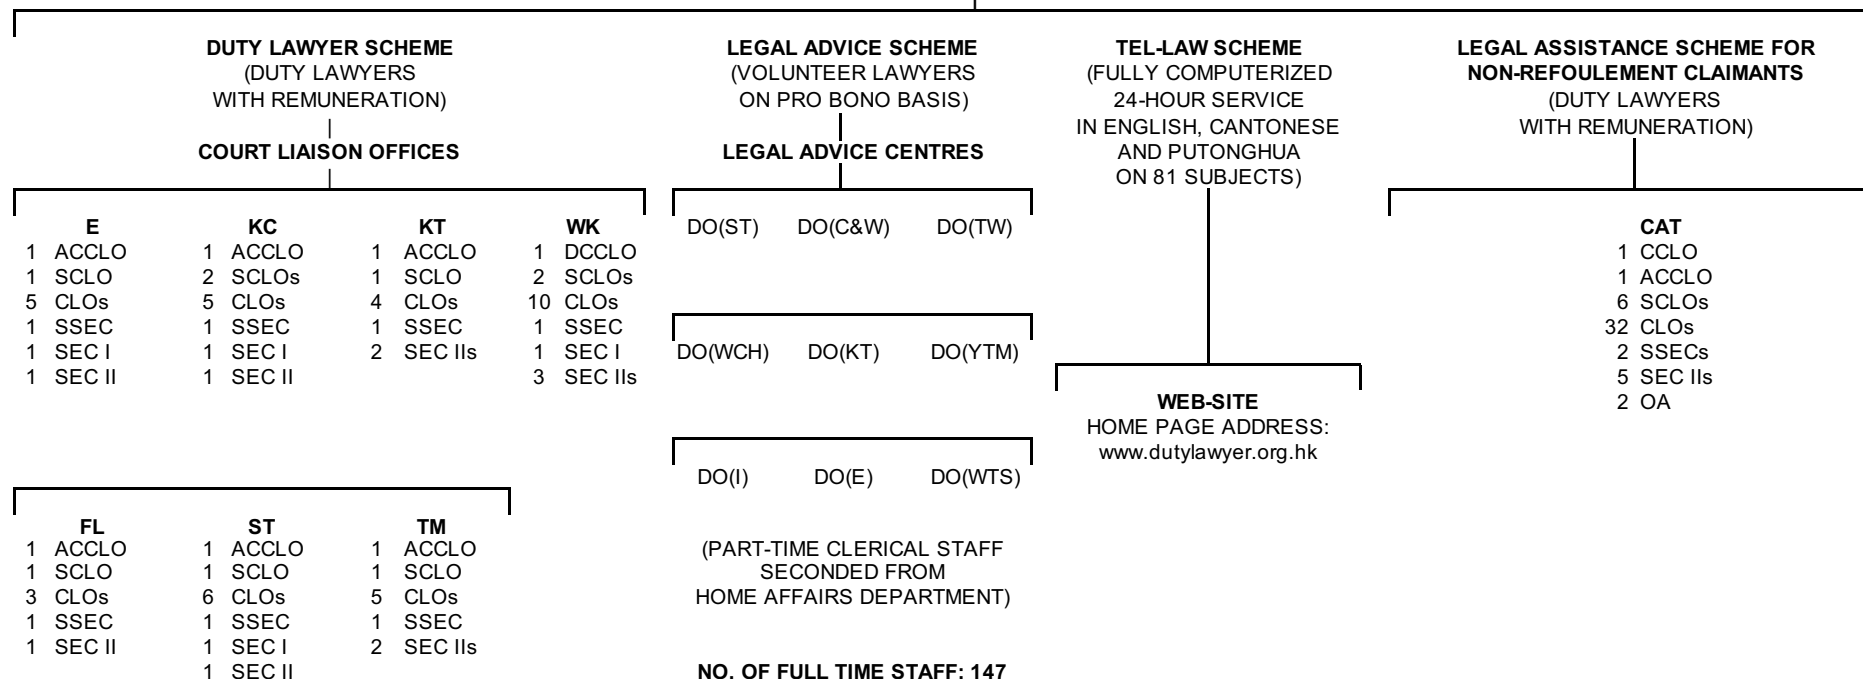 DUTY LAWYER SCHEME
(DUTY LAWYERS
WITH REMUNERATION)
COURT LIAISON OFFICES
E
1 ACCLO
1 SCLO
5 CLOs
1 SSEC
1 SEC I
1 SEC II
KC
1 ACCLO
2 SCLOs
5 CLOs
1 SSEC
1 SEC I
1 SEC II
KT
1 ACCLO
1 SCLO
4 CLOs
1 SSEC
2 SEC IIs
WK
1 DCCLO
2 SCLOs
10 CLOs
1 SSEC
1 SEC I
3 SEC IIs
FL
1 ACCLO
1 SCLO
3 CLOs
1 SSEC
1 SEC II
ST
1 ACCLO
1 SCLO
6 CLOs
1 SSEC
1 SEC I
1 SEC II
TM
1 ACCLO
1 SCLO
5 CLOs
1 SSEC
2 SEC IIs
LEGAL ADVICE SCHEME
(VOLUNTEER LAWYERS
ON PRO BONO BASIS)
LEGAL ADVICE CENTRES
DO(ST) DO(C&W) DO(TW)
DO(WCH) DO(KT) DO(YTM)
DO(I) DO(E) DO(WTS)
(PART-TIME CLERICAL STAFF
SECONDED FROM
HOME AFFAIRS DEPARTMENT)
NO. OF FULL TIME STAFF: 147
TEL-LAW SCHEME
(FULLY COMPUTERIZED
24-HOUR SERVICE
IN ENGLISH, CANTONESE
AND PUTONGHUA
ON 81 SUBJECTS)
WEB-SITE
HOME PAGE ADDRESS:
www.dutylawyer.org.hk
LEGAL ASSISTANCE SCHEME FOR
NON-REFOULEMENT CLAIMANTS
(DUTY LAWYERS
WITH REMUNERATION)
CAT
1 CCLO
1 ACCLO
6 SCLOs
32 CLOs
2 SSECs
5 SEC IIs
2 OA